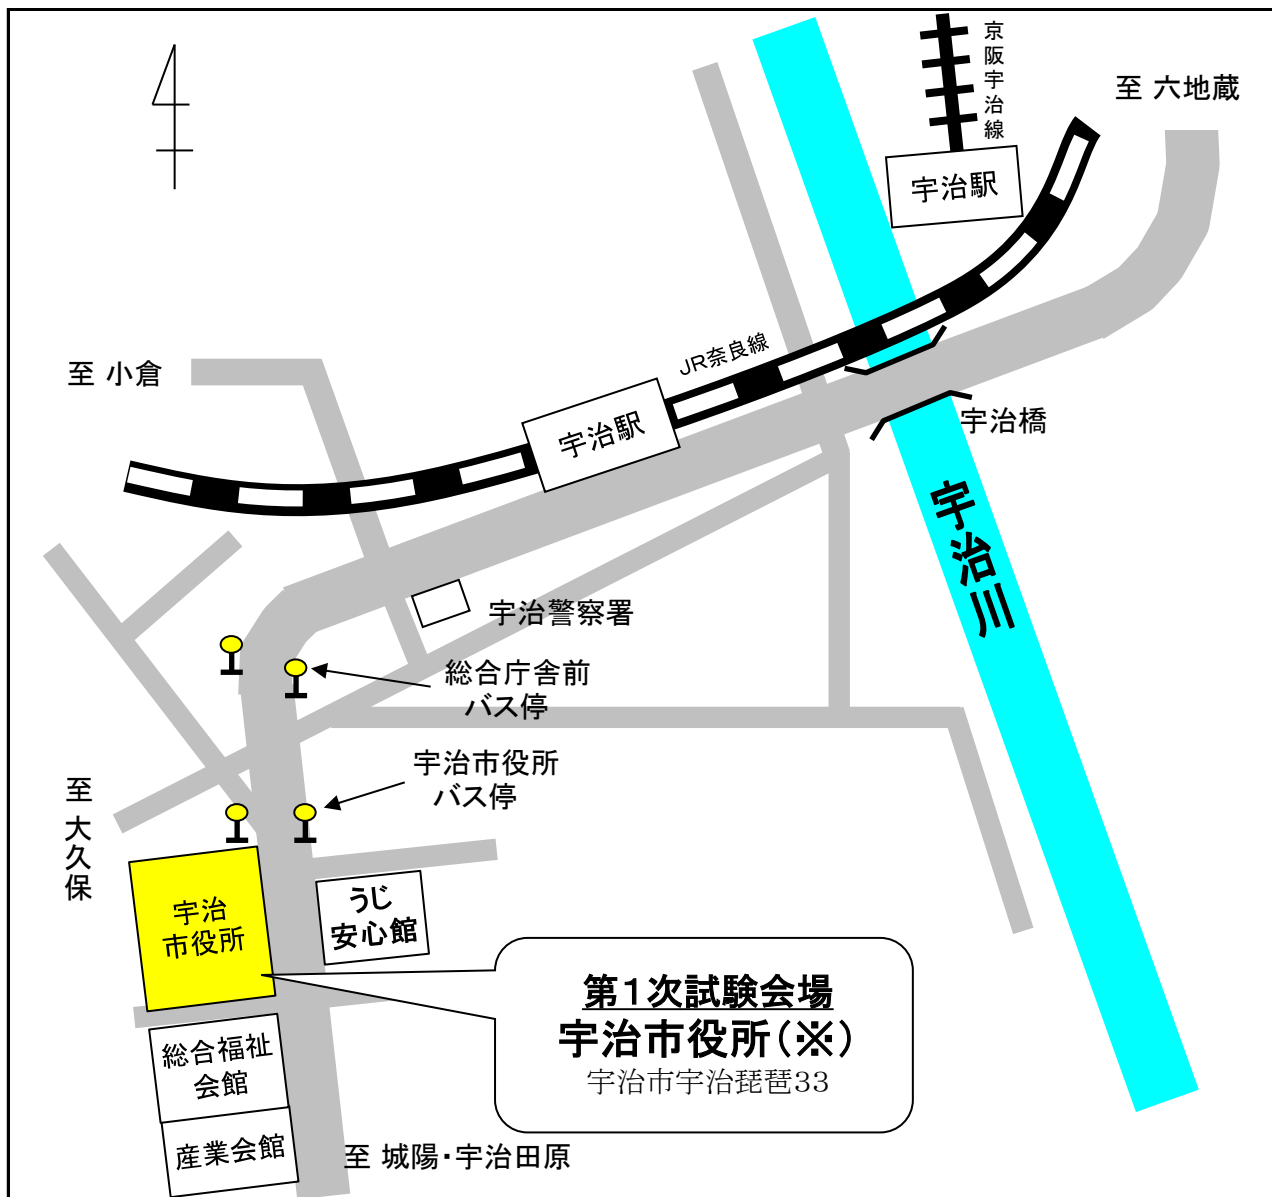 京阪宇治線
至 六地蔵
宇治駅
JR奈良線
至 小倉
宇治駅
宇治橋
宇治川
宇治警察署
総合庁舎前
バス停
宇治市役所
バス停
至 大久保
宇治
市役所
うじ
安心館
第1次試験会場
宇治市役所(※)
宇治市宇治琵琶33
総合福祉
会館
産業会館
至 城陽・宇治田原